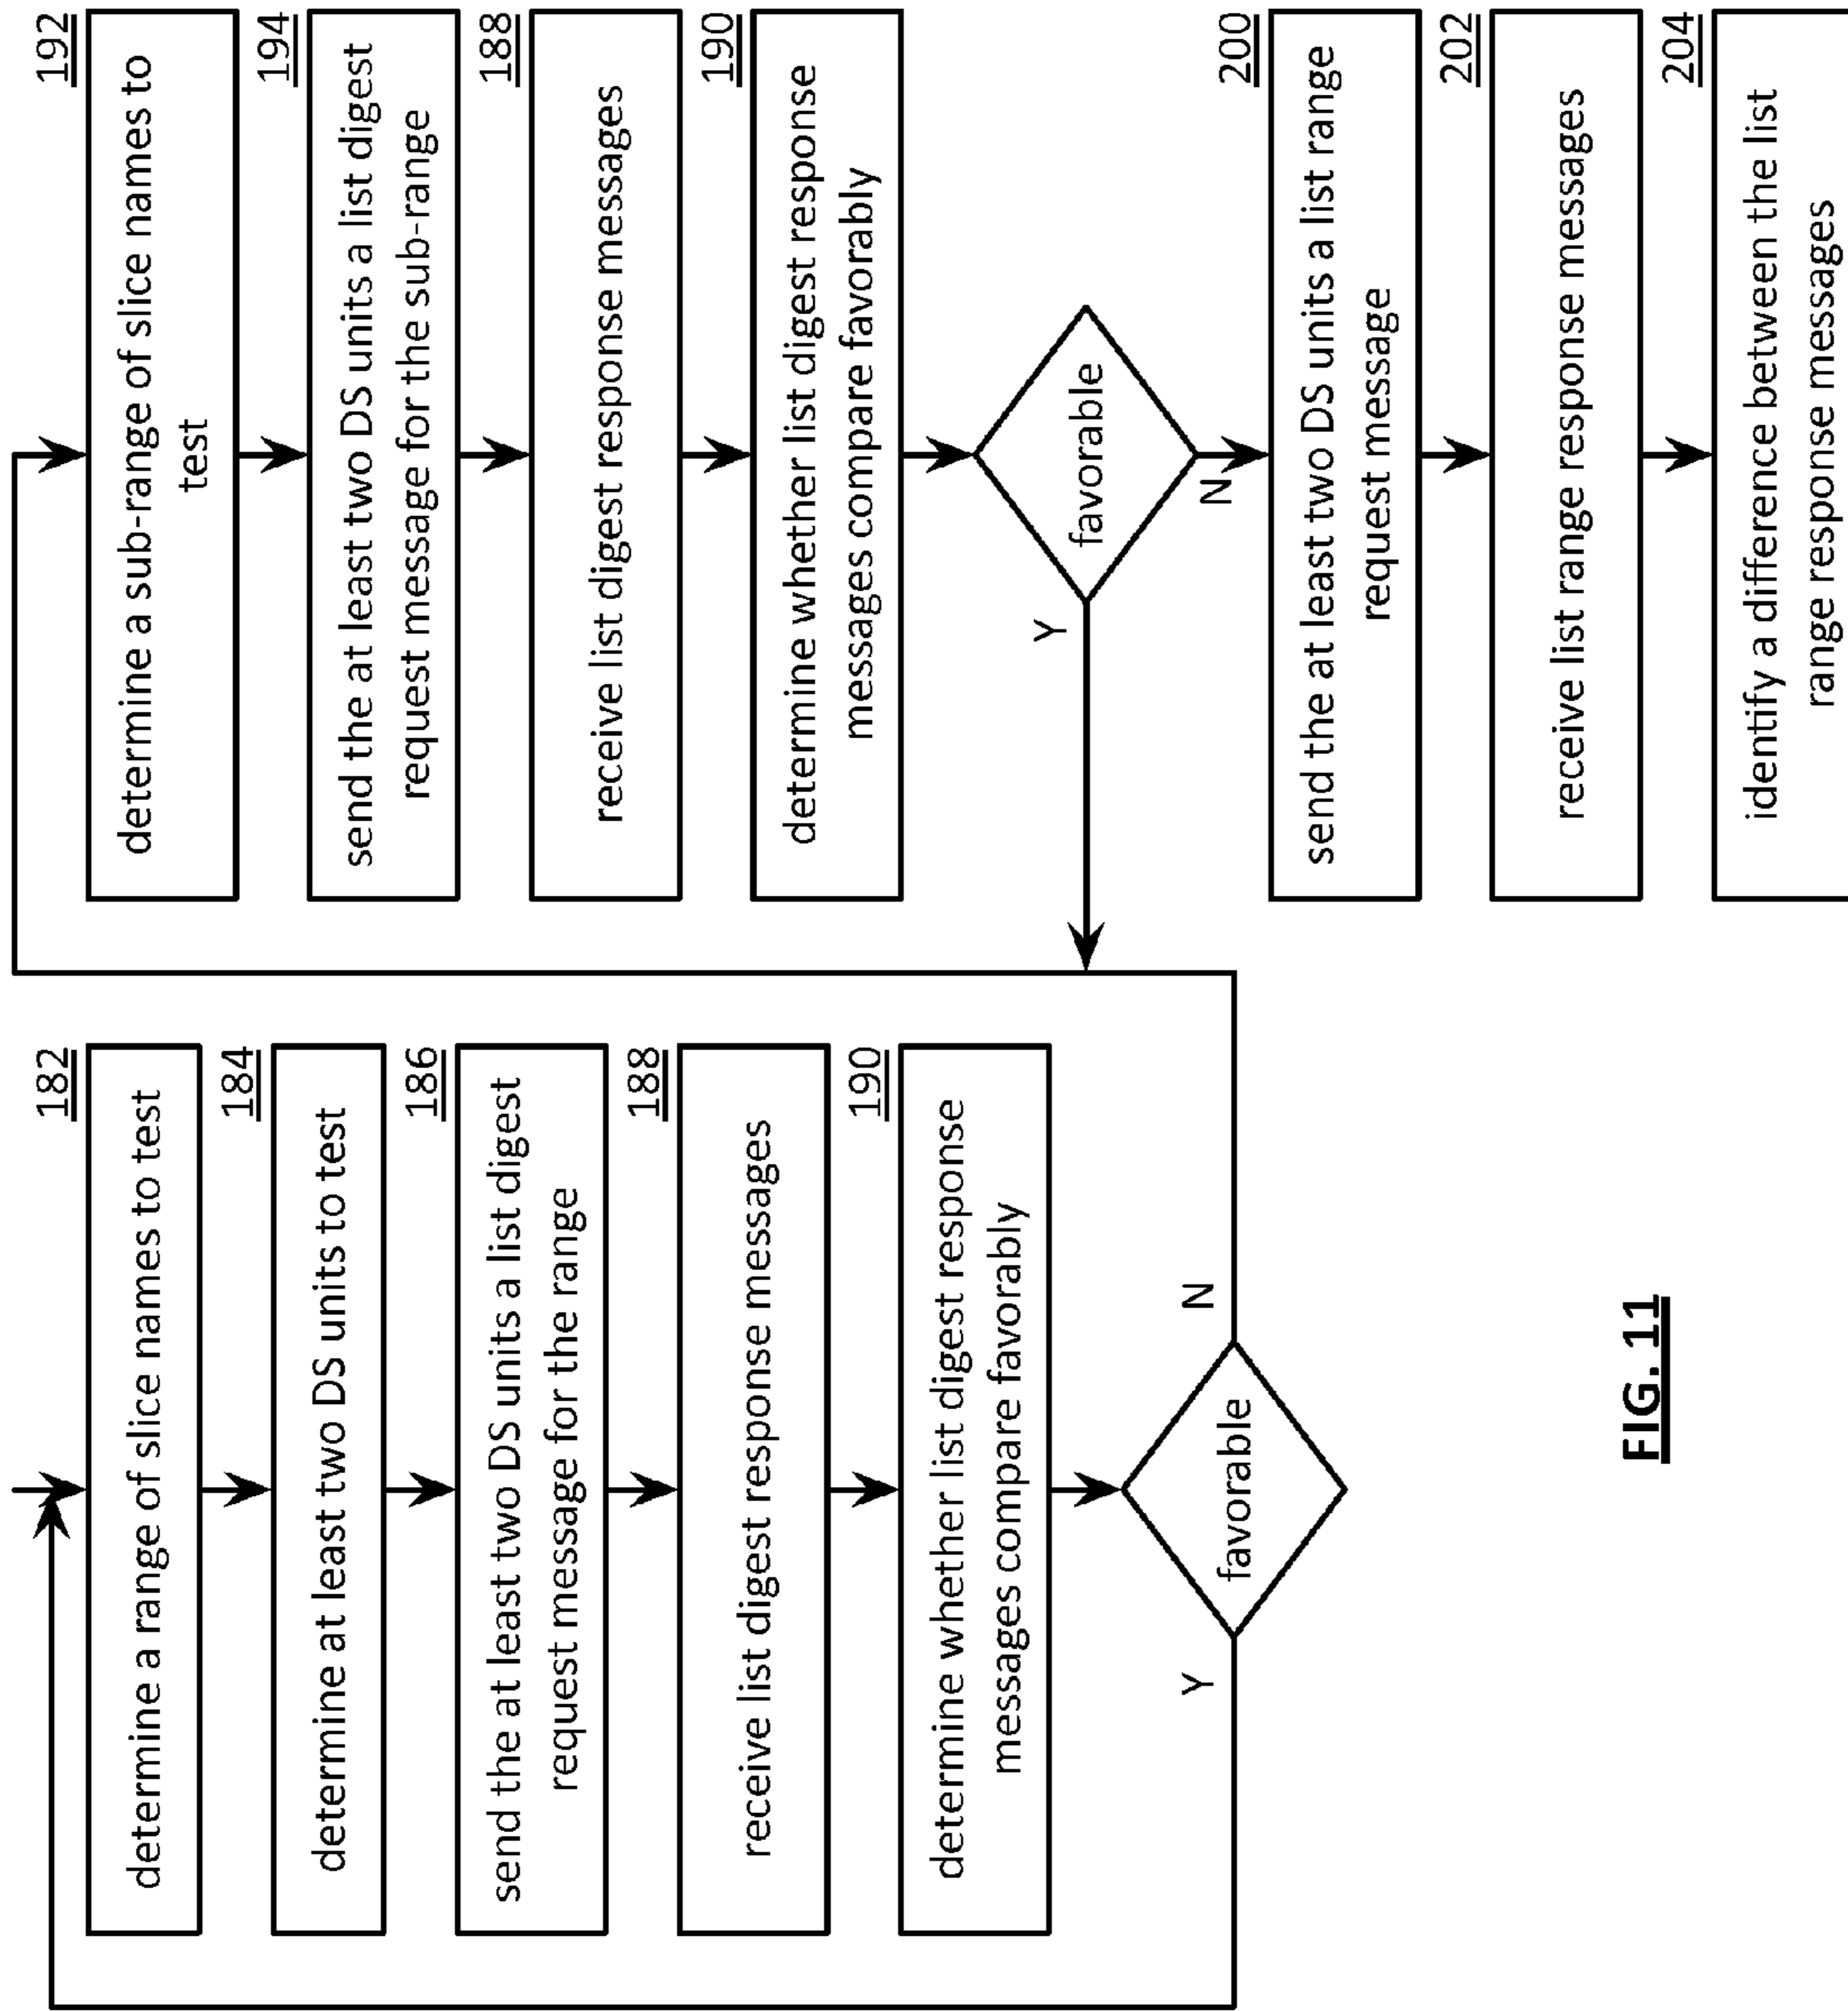 182
determine a range of slice names to test
184
determine at least two DS units to test
186
send the at least two DS units a list digest
request message for the range
188
receive list digest response messages
190
determine whether list digest response
messages compare favorably
favorable
Y
N
192
determine a sub-range of slice names to
test
194
send the at least two DS units a list digest
request message for the sub-range
188
receive list digest response messages
190
determine whether list digest response
messages compare favorably
favorable
Y
N
200
send the at least two DS units a list range
request message
202
receive list range response messages
204
identify a difference between the list
range response messages
FIG. 11